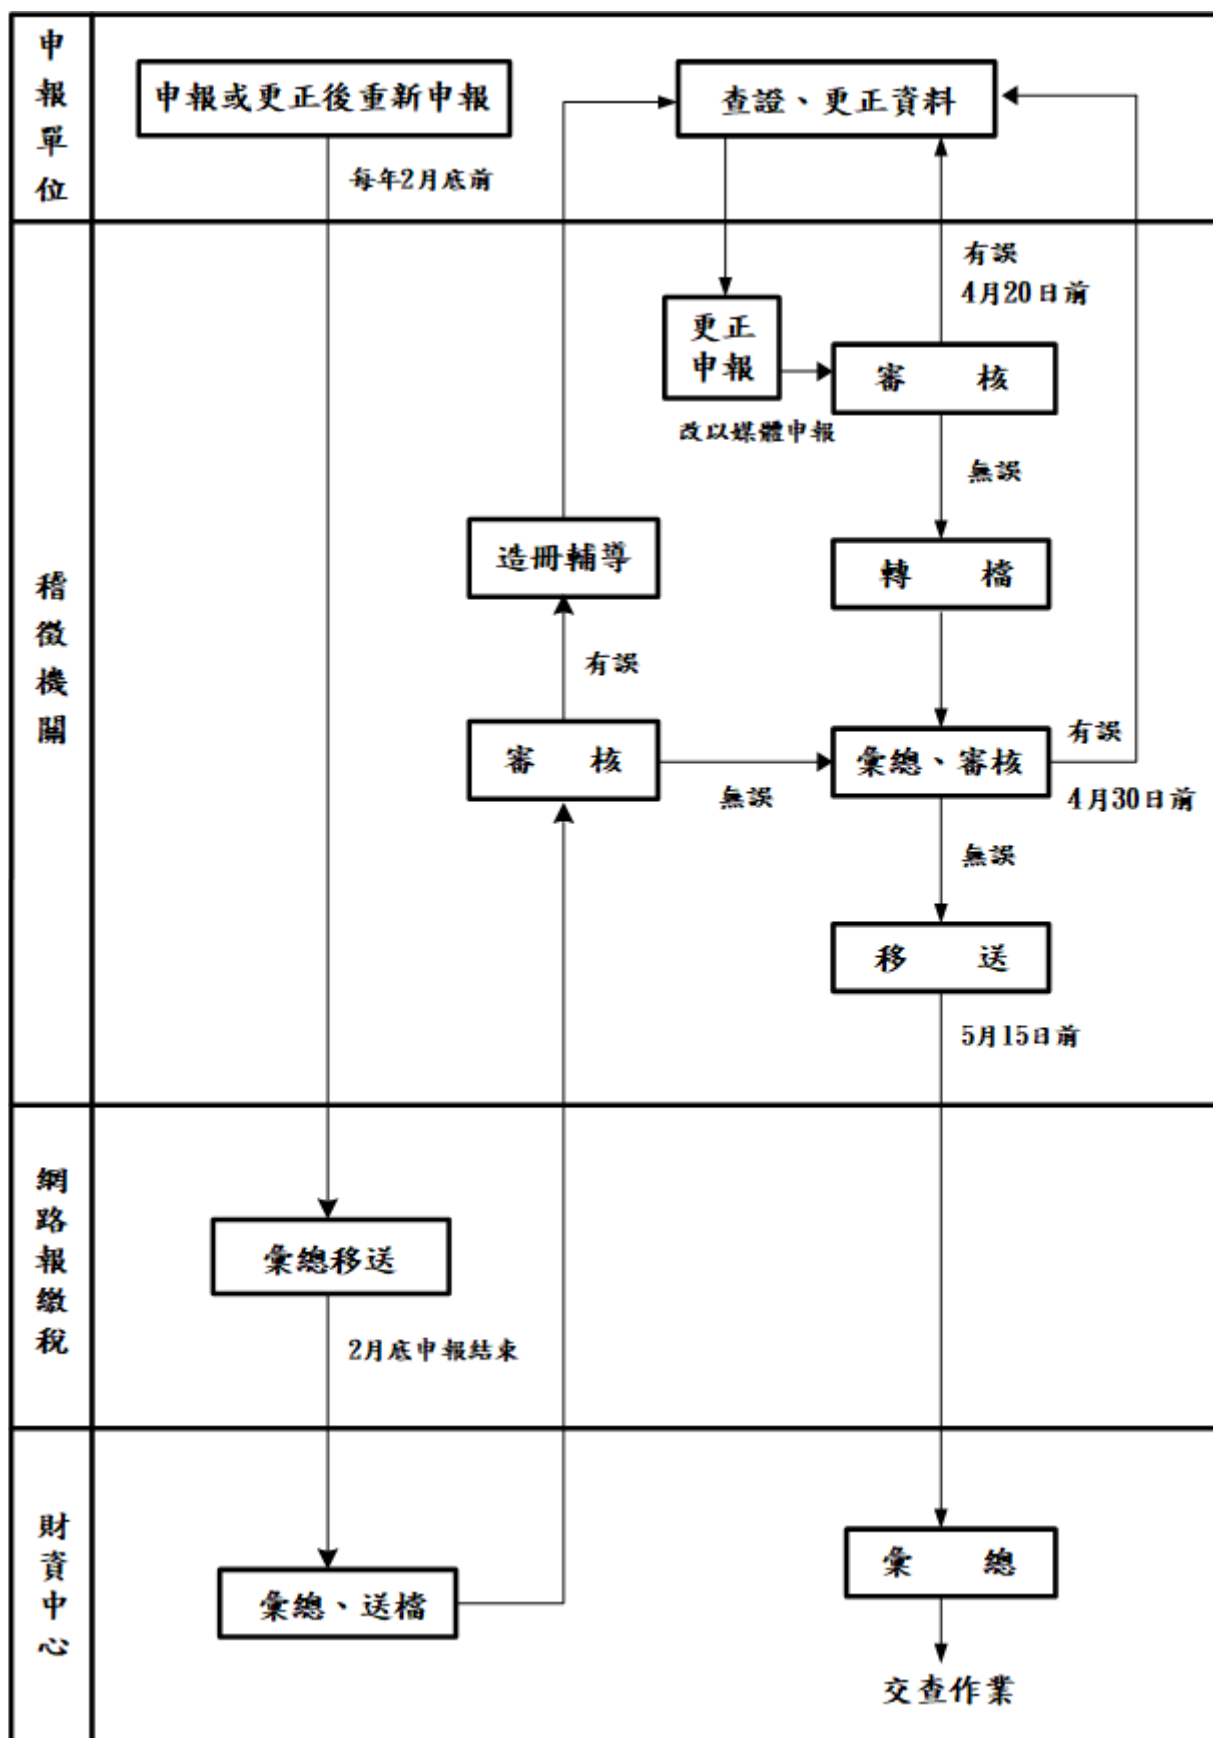 申報單位
申報或更正後重新申報
查證、更正資料
每年2月底前
稽徵機關
有誤
4月20日前
更正
申報
審 核
改以媒體申報
無誤
造冊輔導
轉 檔
有誤
審 核
無誤
彙總、審核
有誤
4月30日前
無誤
移 送
5月15日前
網路報繳稅
彙總移送
2月底申報結束
財資中心
彙總、送檔
彙 總
交查作業